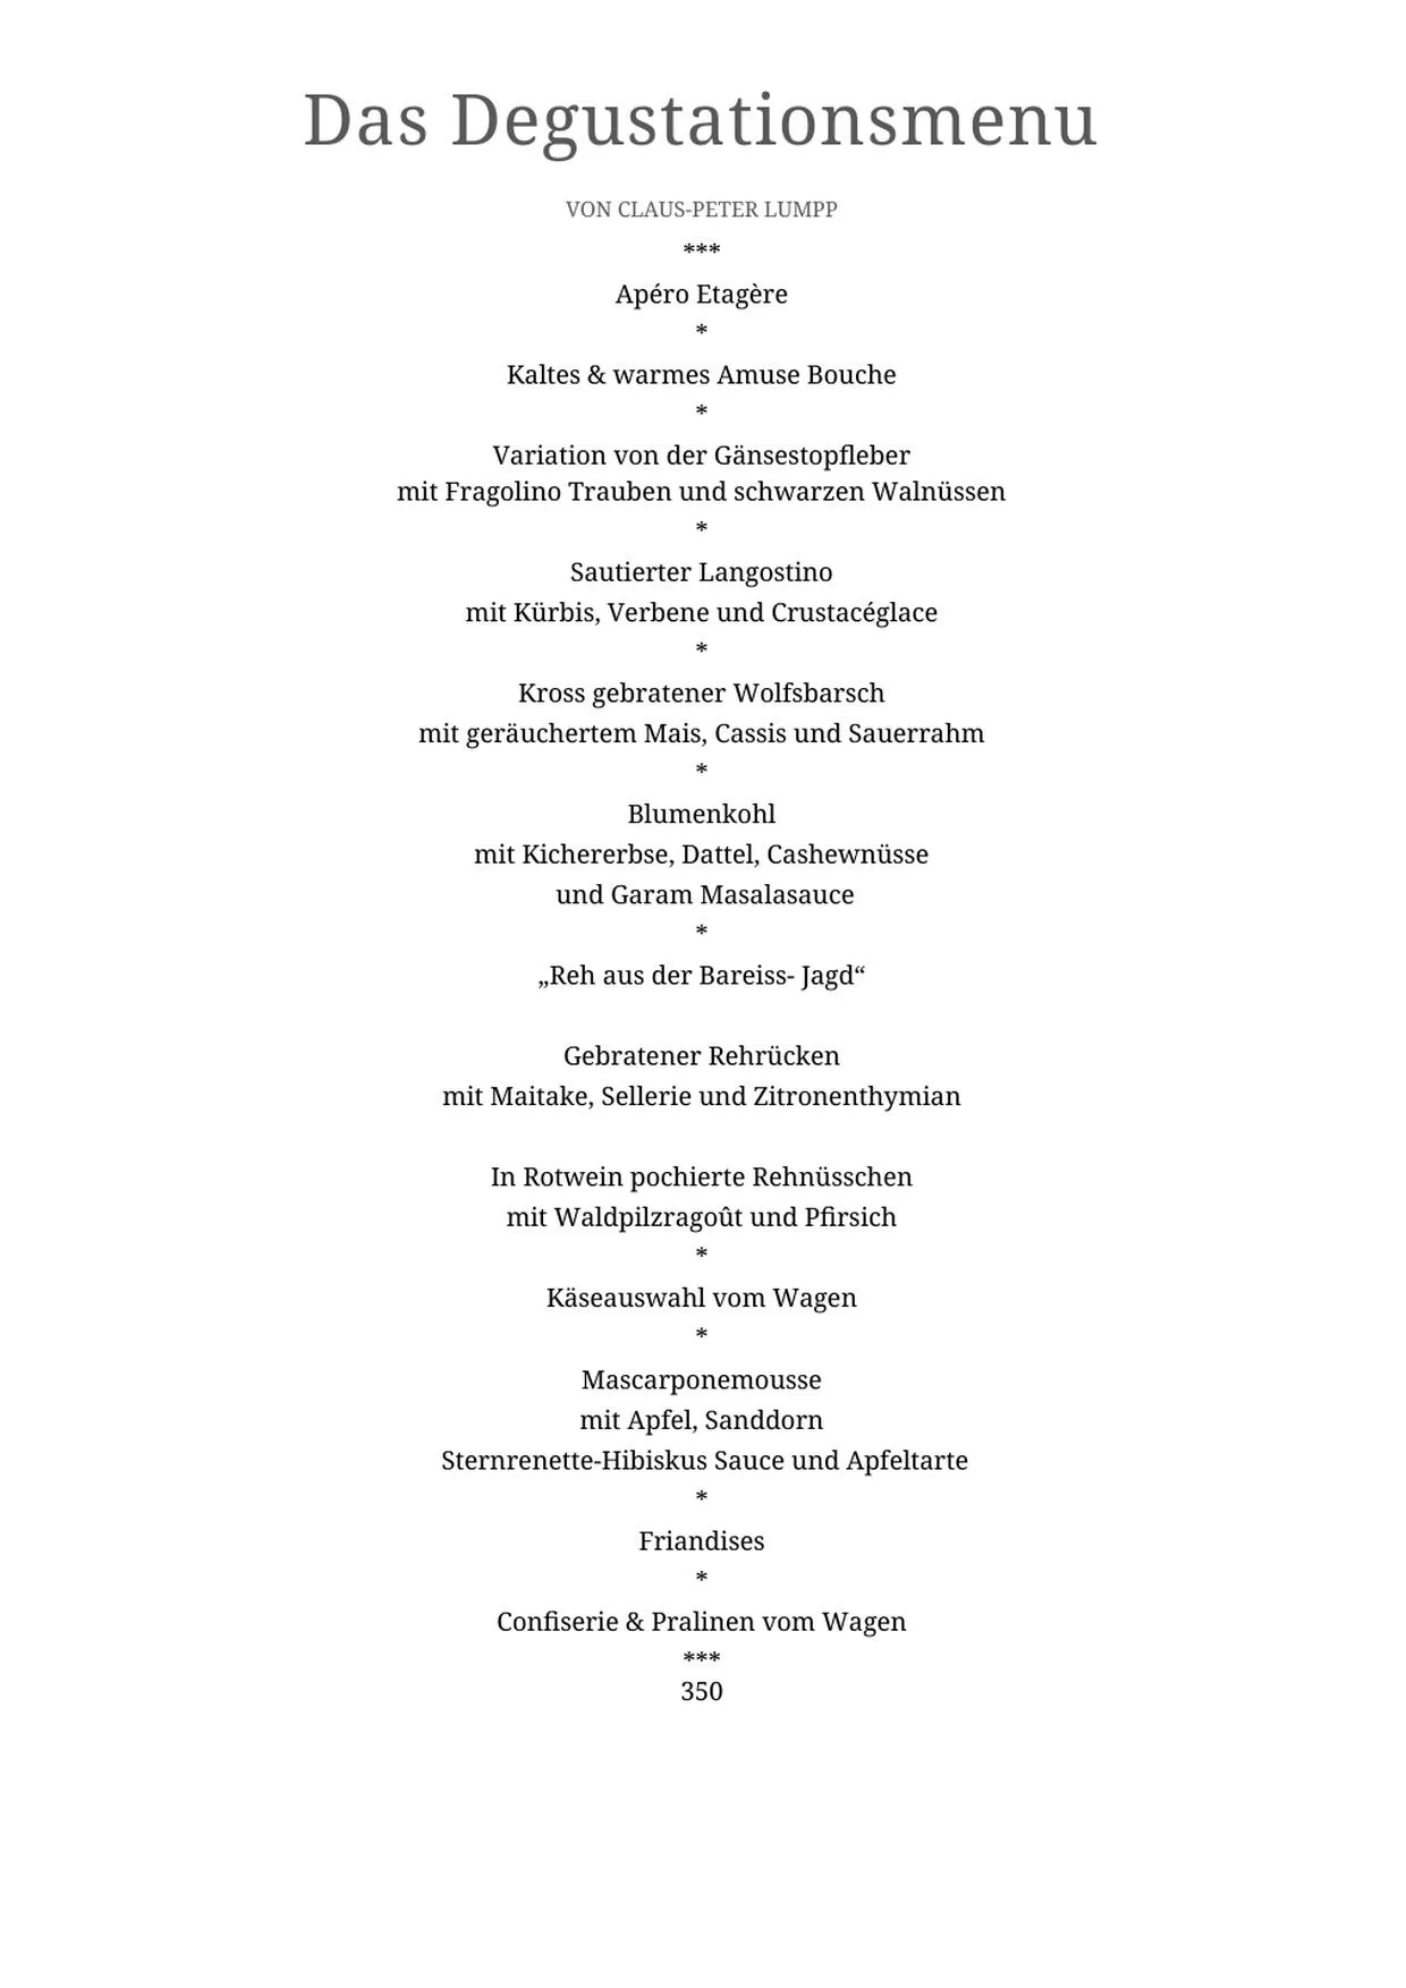 Das Degustationsmenu
VON CLAUS-PETER LUMPP
***
Apéro Etagère
*
Kaltes & warmes Amuse Bouche
*
Variation von der Gänsestopfleber
mit Fragolino Trauben und schwarzen Walnüssen
*
Sautierter Langostino
mit Kürbis, Verbene und Crustacéglace
*
Kross gebratener Wolfsbarsch
mit geräuchertem Mais, Cassis und Sauerrahm
*
Blumenkohl
mit Kichererbse, Dattel, Cashewnüsse
und Garam Masalasauce
*
„Reh aus der Bareiss- Jagd“
Gebratener Rehrücken
mit Maitake, Sellerie und Zitronenthymian
In Rotwein pochierte Rehnüsschen
mit Waldpilzragoût und Pfirsich
*
Käseauswahl vom Wagen
*
Mascarponemousse
mit Apfel, Sanddorn
Sternrenette-Hibiskus Sauce und Apfeltarte
*
Friandises
*
Confiserie & Pralinen vom Wagen
***
350